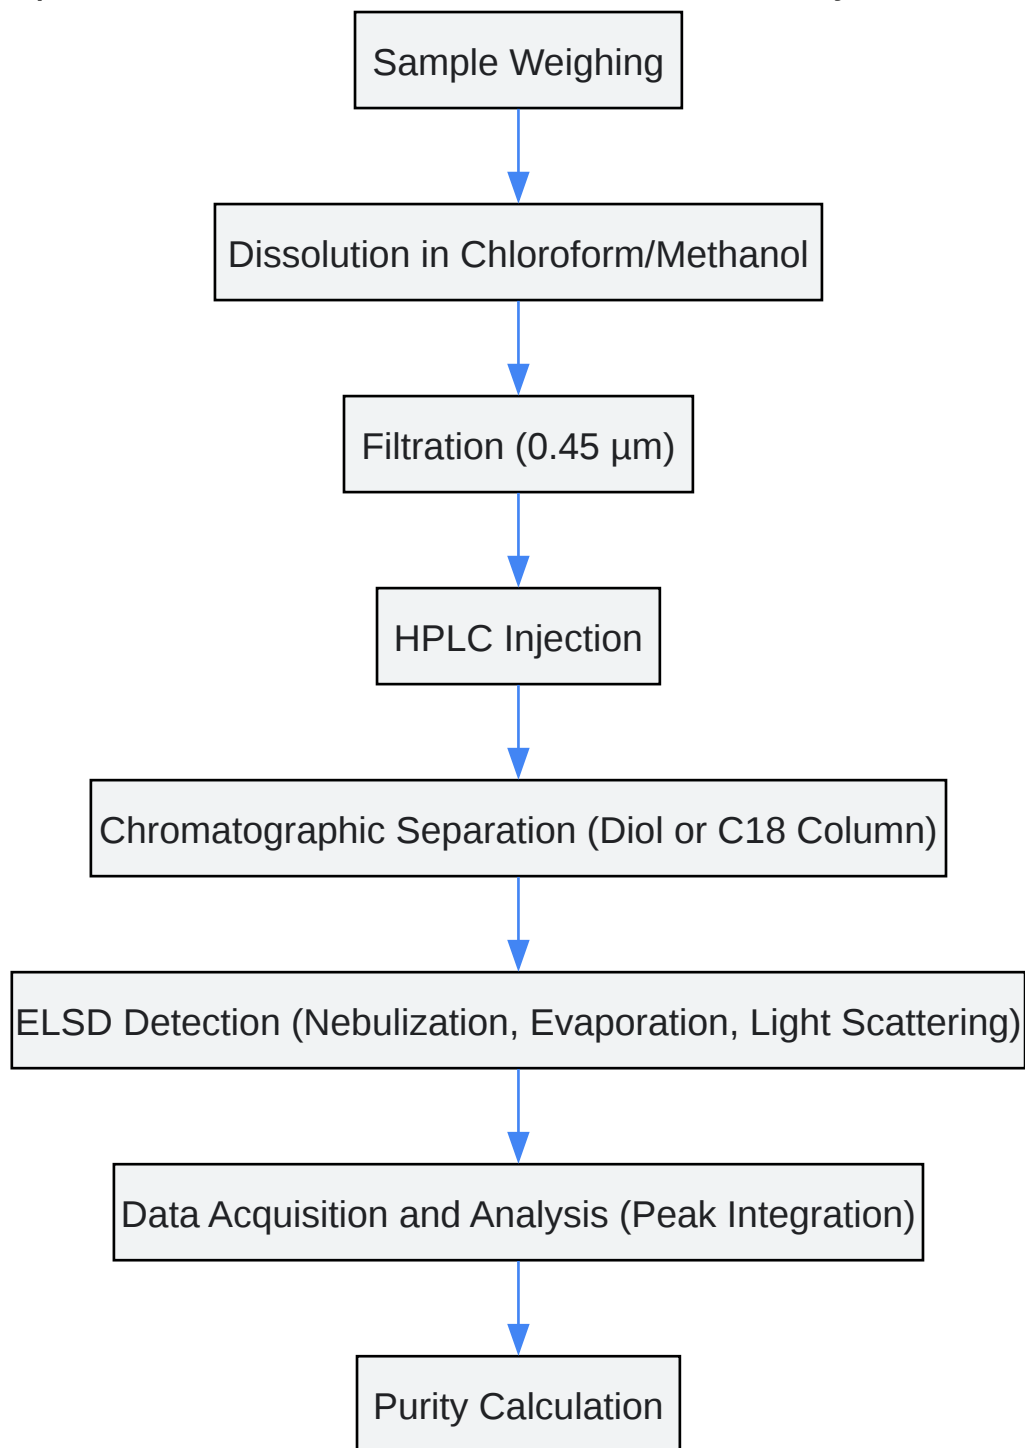 Sample Weighing
Dissolution in Chloroform/Methanol
Filtration (0.45 µm)
HPLC Injection
Chromatographic Separation (Diol or C18 Column)
ELSD Detection (Nebulization, Evaporation, Light Scattering)
Data Acquisition and Analysis (Peak Integration)
Purity Calculation